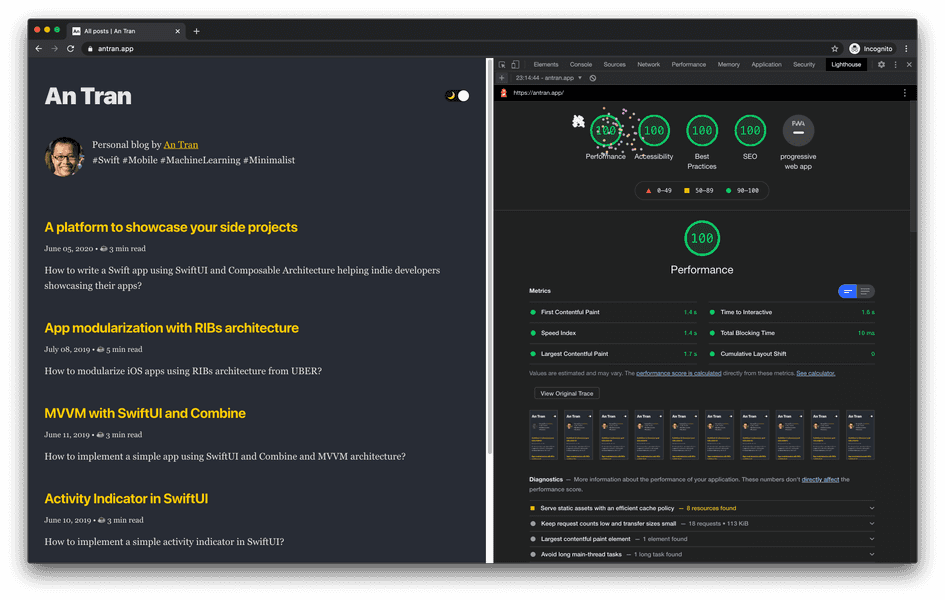 An All posts | An Tran
antran.app
Incognito
An Tran
Personal blog by An Tran
#Swift #Mobile #MachineLearning #Minimalist
A platform to showcase your side projects
June 05, 2020 • 3 min read
How to write a Swift app using SwiftUI and Composable Architecture helping indie developers
showcasing their apps?
App modularization with RIBs architecture
July 08, 2019 • 5 min read
How to modularize iOS apps using RIBs architecture from UBER?
MVVM with SwiftUI and Combine
June 11, 2019 • 3 min read
How to implement a simple app using SwiftUI and Combine and MVVM architecture?
Activity Indicator in SwiftUI
June 10, 2019 • 3 min read
How to implement a simple activity indicator in SwiftUI?
Elements Console Sources Network Performance Memory Application Security Lighthouse
23:14:44 - antran.app
https://antran.app/
100 100 100 100 PWA
Performance Accessibility Best Practices SEO progressive web app
0–49 50–89 90–100
100
Performance
Metrics
First Contentful Paint 1.4 s Time to Interactive 1.8 s
Speed Index 1.4 s Total Blocking Time 10 ms
Largest Contentful Paint 1.7 s Cumulative Layout Shift 0
Values are estimated and may vary. The performance score is calculated directly from these metrics. See calculator.
View Original Trace
Diagnostics — More information about the performance of your application. These numbers don't directly affect the
performance score.
Serve static assets with an efficient cache policy — 8 resources found
Keep request counts low and transfer sizes small — 18 requests • 113 KiB
Largest contentful paint element — 1 element found
Avoid long main-thread tasks — 1 long task found